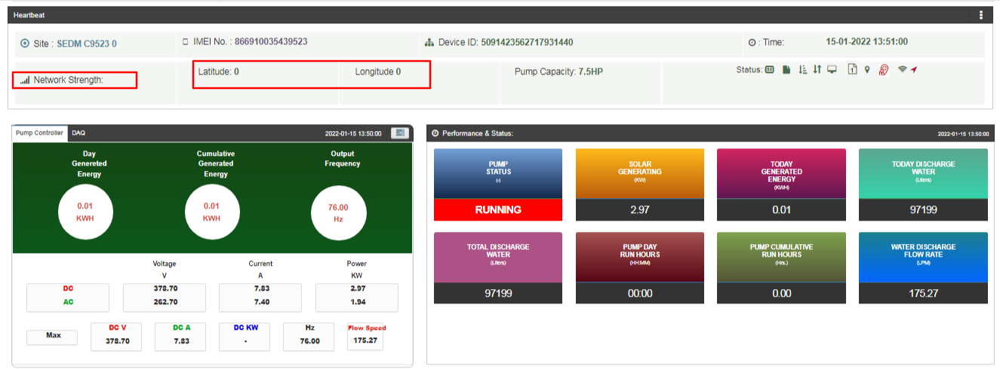 Heartbeat
Site : SEDM C9523 0
IMEI No. : 866910035439523
Device ID: 5091423562717931440
: Time: 15-01-2022 13:51:00
Network Strength:
Latitude: 0
Longitude 0
Pump Capacity: 7.5HP
Status:
Pump Controller
DAQ
2022-01-15 13:50:00
Day
Genereted
Energy
0.01
KWH
Cumulative
Generated
Energy
0.01
KWH
Output
Frequency
76.00
Hz
Voltage Current Power
V A KW
DC 378.70 7.83 2.97
AC 262.70 7.40 1.94
Max
DC V
378.70
DC A
7.83
DC KW
-
Hz
76.00
Flow Speed
175.27
Performance & Status:
2022-01-15 13:50:00
PUMP
STATUS
(-)
RUNNING
SOLAR
GENERATING
(KW)
2.97
TODAY
GENERATED
ENERGY
(KWH)
0.01
TODAY DISCHARGE
WATER
(Liters)
97199
TOTAL DISCHARGE
WATER
(Liters)
97199
PUMP DAY
RUN HOURS
(HH:MM)
00:00
PUMP CUMULATIVE
RUN HOURS
(Hrs.)
0.00
WATER DISCHARGE
FLOW RATE
(LPM)
175.27